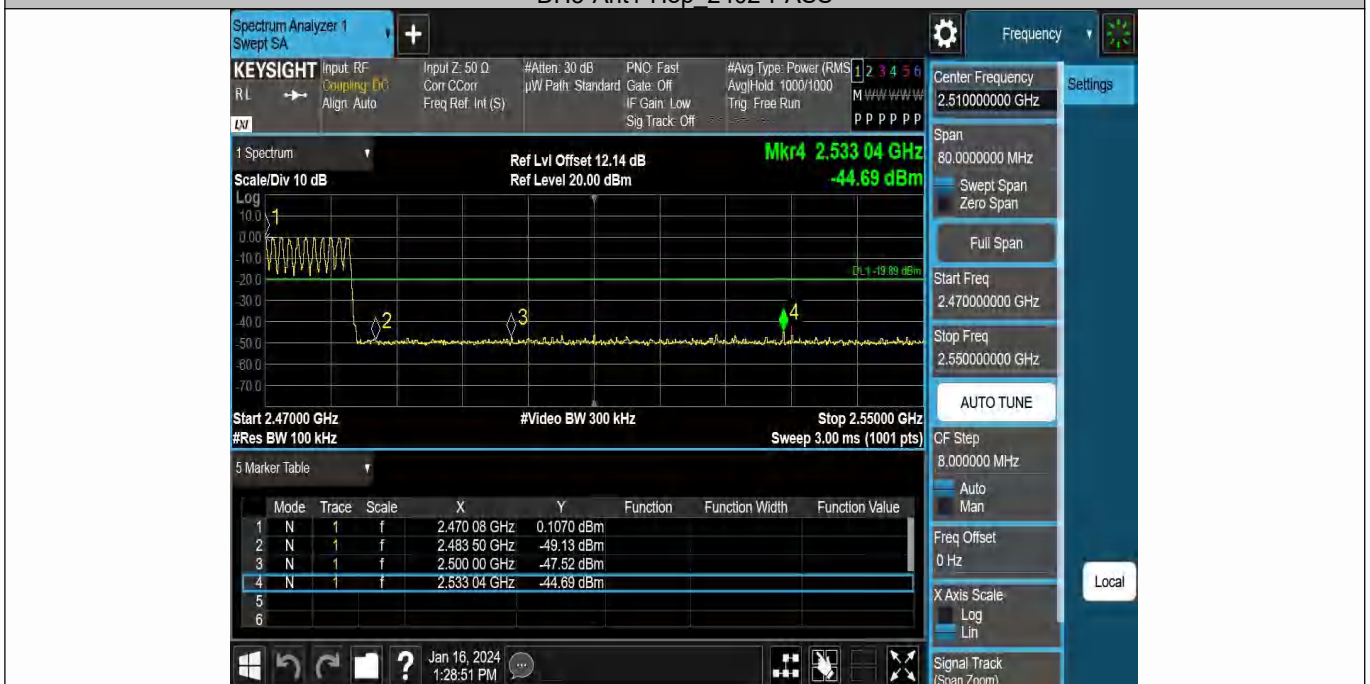 Spectrum Analyzer 1
Swept SA
+
Frequency
KEYSIGHT
RL
LXI
Input: RF
Coupling: DC
Align: Auto
Input Z: 50 Ω
Corr CCorr
Freq Ref: Int (S)
#Atten: 30 dB
µW Path: Standard
PNO: Fast
Gate: Off
IF Gain: Low
Sig Track: Off
#Avg Type: Power (RMS
Avg|Hold: 1000/1000
Trig: Free Run
1 2 3 4 5 6
M W W W W W
P P P P P P
1 Spectrum
Scale/Div 10 dB
Ref Lvl Offset 12.14 dB
Ref Level 20.00 dBm
Mkr4 2.533 04 GHz
-44.69 dBm
Log
10.0
0.00
-10.0
-20.0
-30.0
-40.0
-50.0
-60.0
-70.0
1
2
3
4
DL1 -19.89 dBm
Start 2.47000 GHz
#Video BW 300 kHz
Stop 2.55000 GHz
#Res BW 100 kHz
Sweep 3.00 ms (1001 pts)
5 Marker Table
Mode Trace Scale X Y Function Function Width Function Value
1 N 1 f 2.470 08 GHz 0.1070 dBm
2 N 1 f 2.483 50 GHz -49.13 dBm
3 N 1 f 2.500 00 GHz -47.52 dBm
4 N 1 f 2.533 04 GHz -44.69 dBm
5
6
?
Jan 16, 2024
1:28:51 PM
Center Frequency
2.510000000 GHz
Settings
Span
80.0000000 MHz
Swept Span
Zero Span
Full Span
Start Freq
2.470000000 GHz
Stop Freq
2.550000000 GHz
AUTO TUNE
CF Step
8.000000 MHz
Auto
Man
Freq Offset
0 Hz
Local
X Axis Scale
Log
Lin
Signal Track
(Span Zoom)